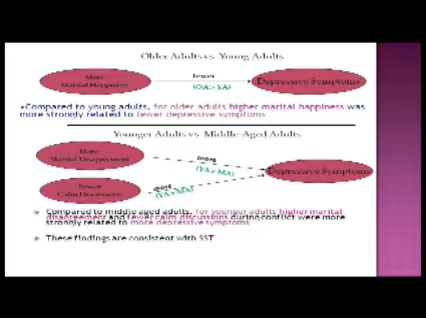 Older Adults vs. Young Adults
More
Marital Happiness
fewer
(OA> YA)
Depressive Symptoms
•Compared to young adults, for older adults higher marital happiness was
more strongly related to fewer depressive symptoms
Younger Adults vs. Middle-Aged Adults
More
Marital Disagreement
more
(YA> MA)
Depressive Symptoms
Fewer
Calm Discussions
more
(YA> MA)
Compared to middle aged adults, for younger adults higher marital
disagreement and fewer calm discussions during conflict were more
strongly related to more depressive symptoms
These findings are consistent with SST